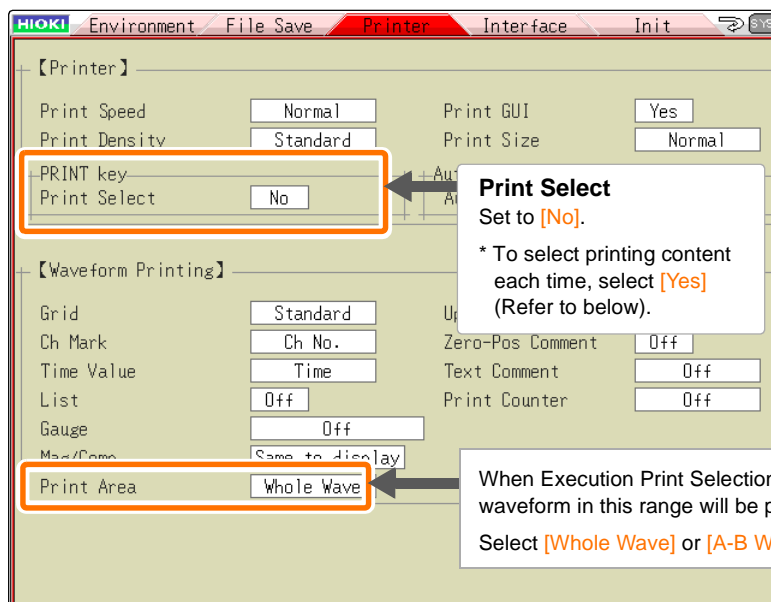 HIOKI Environment File Save Printer Interface Init SYS
【Printer】
Print Speed Normal Print GUI Yes
Print Density Standard Print Size Normal
PRINT key Au
Print Select No A
Print Select
Set to [No].
* To select printing content
each time, select [Yes]
(Refer to below).
【Waveform Printing】
Grid Standard
Ch Mark Ch No. Zero-Pos Comment Off
Time Value Time Text Comment Off
List Off Print Counter Off
Gauge Off
Mag/Comp Same to display
Print Area Whole Wave
When Execution Print Selection
waveform in this range will be p
Select [Whole Wave] or [A-B W